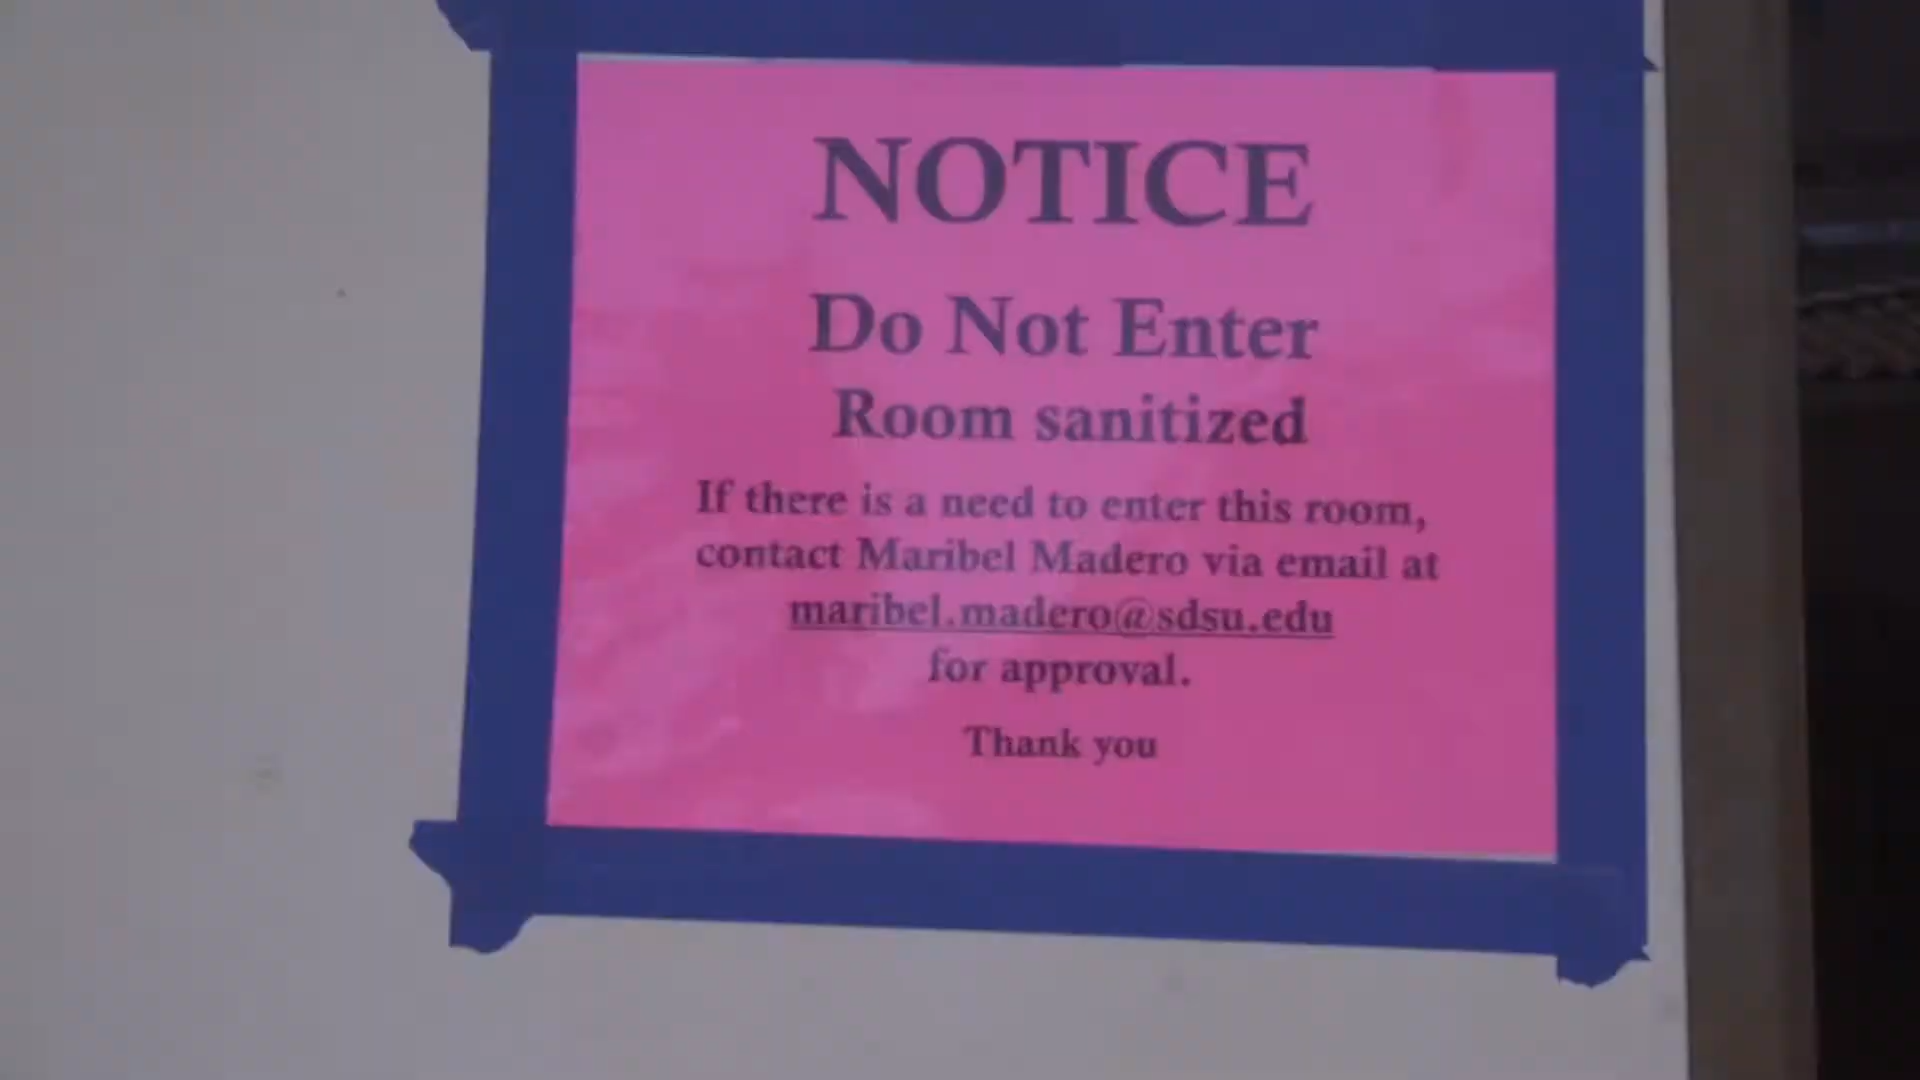 NOTICE
Do Not Enter
Room sanitized
If there is a need to enter this room,
contact Maribel Madero via email at
maribel.madero@sdsu.edu
for approval.
Thank you